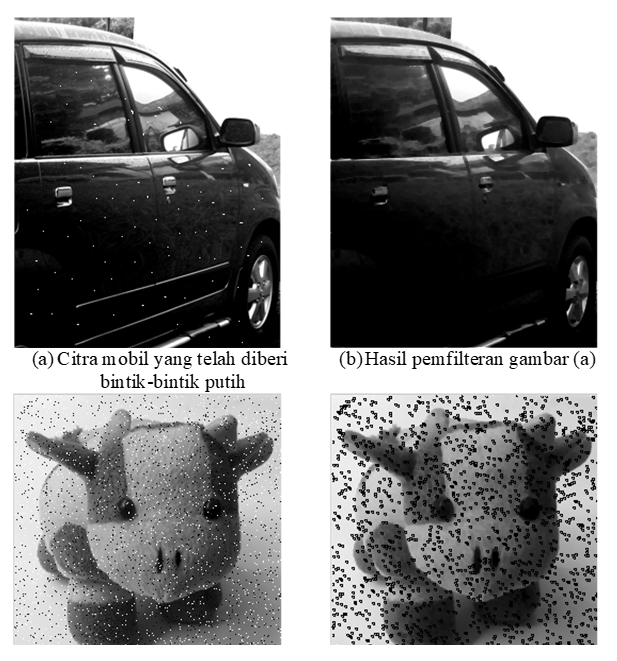 (a) Citra mobil yang telah diberi
bintik-bintik putih
(b) Hasil pemfilteran gambar (a)